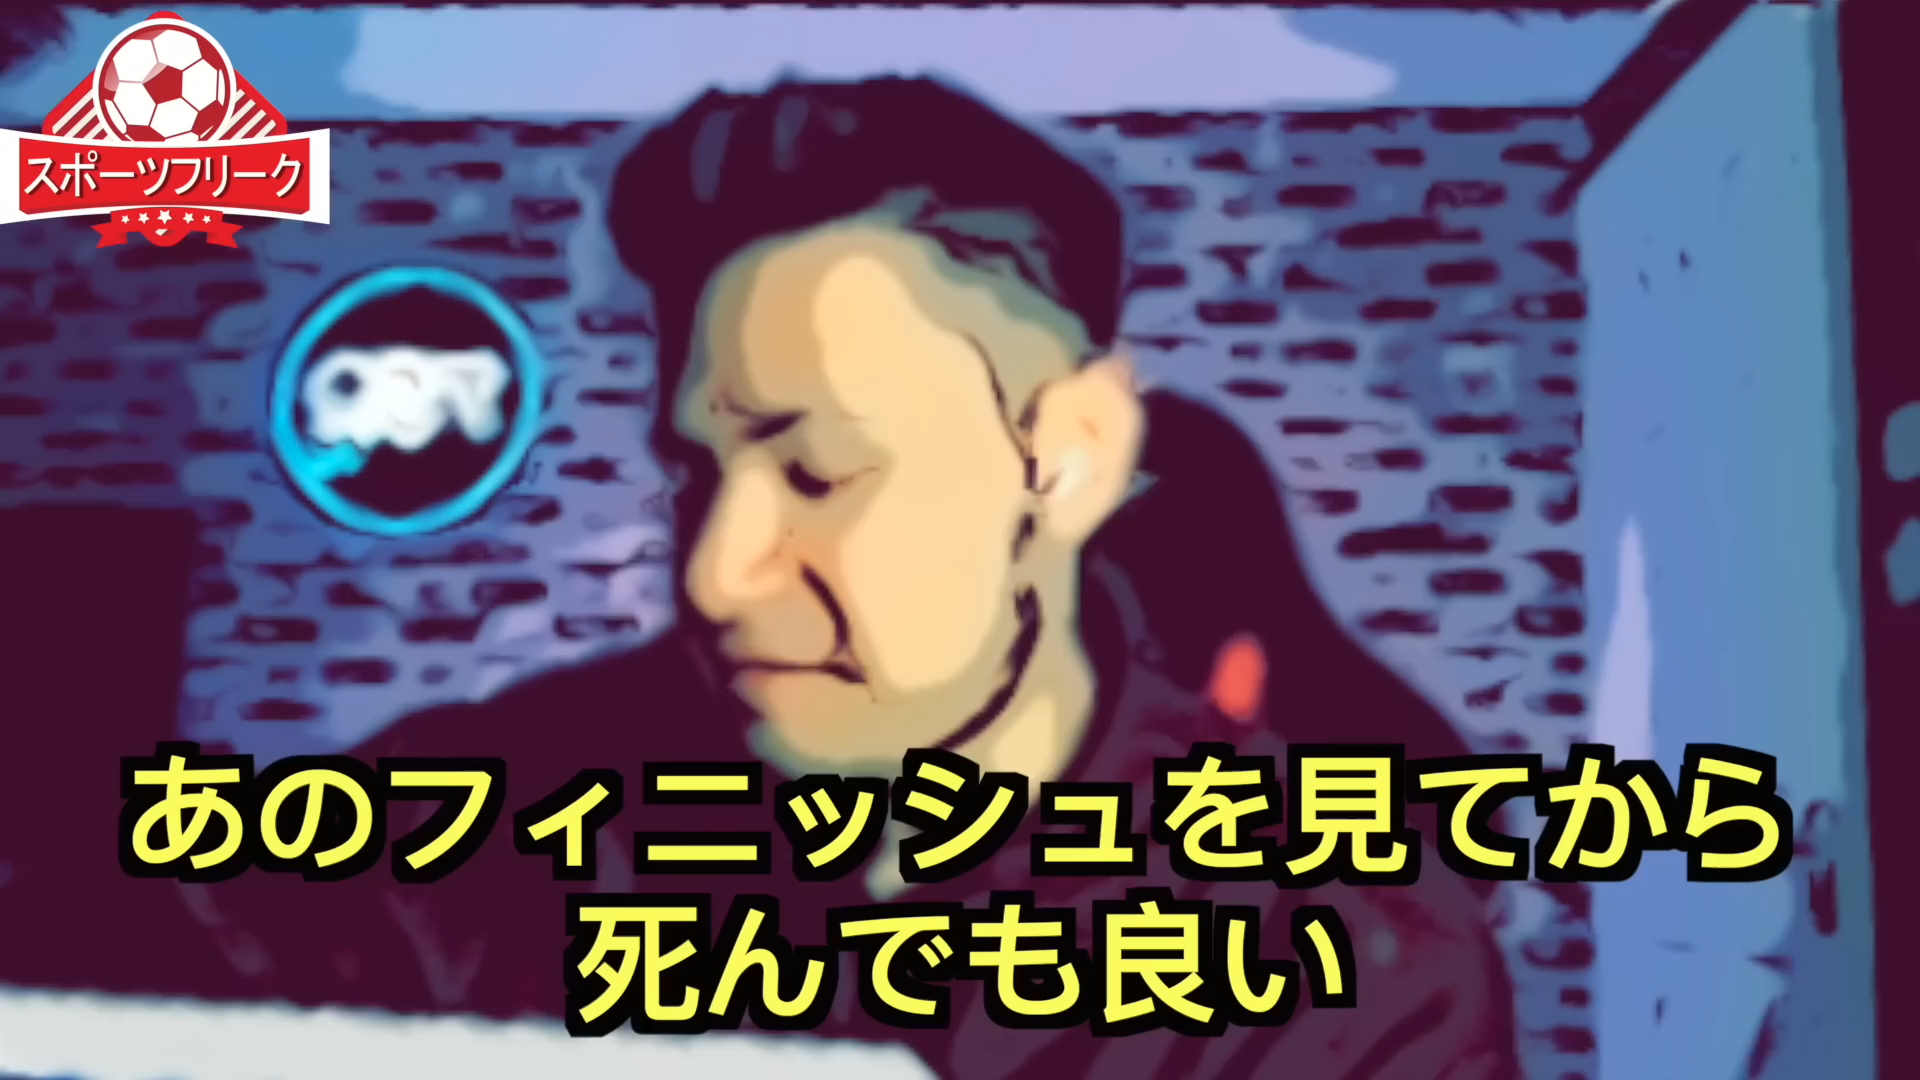 スポーツフリーク
あのフィニッシュを見てから
死んでも良い